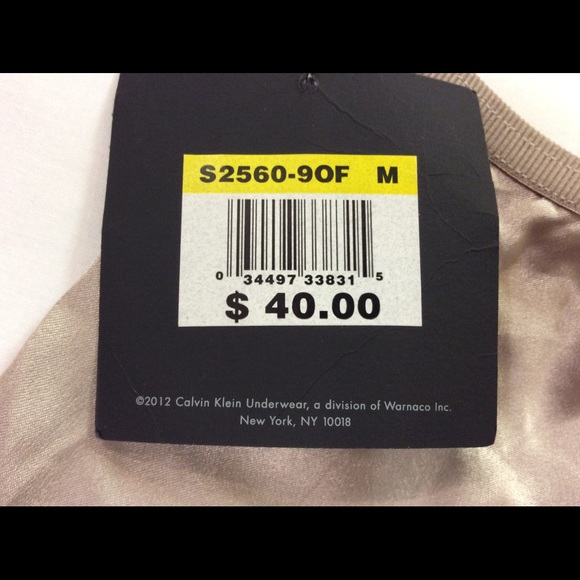 S2560-9OF M
0 34497 33831 5
$ 40.00
©2012 Calvin Klein Underwear, a division of Warnaco Inc.
New York, NY 10018